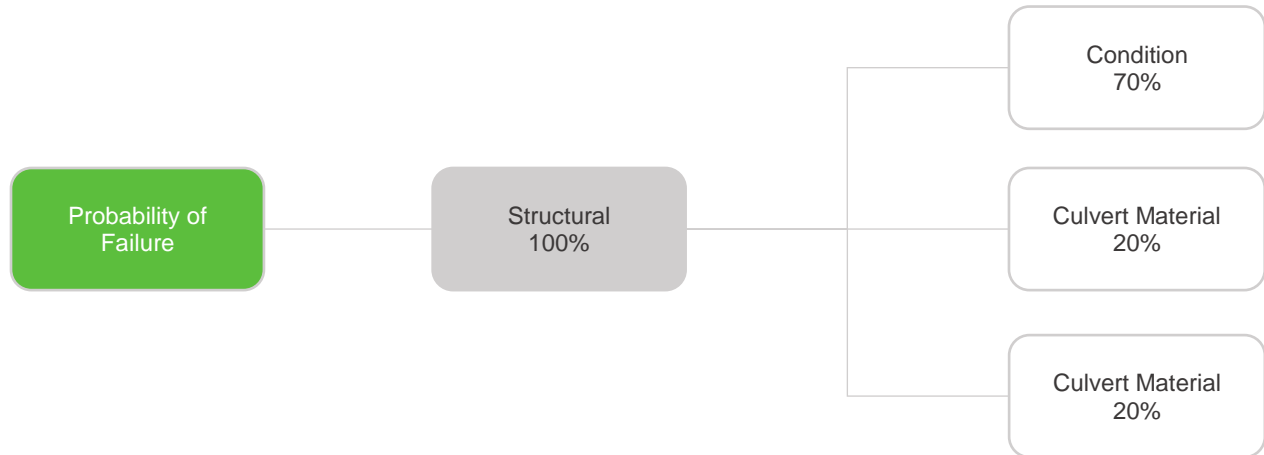 Condition
70%
Probability of
Failure
Structural
100%
Culvert Material
20%
Culvert Material
20%